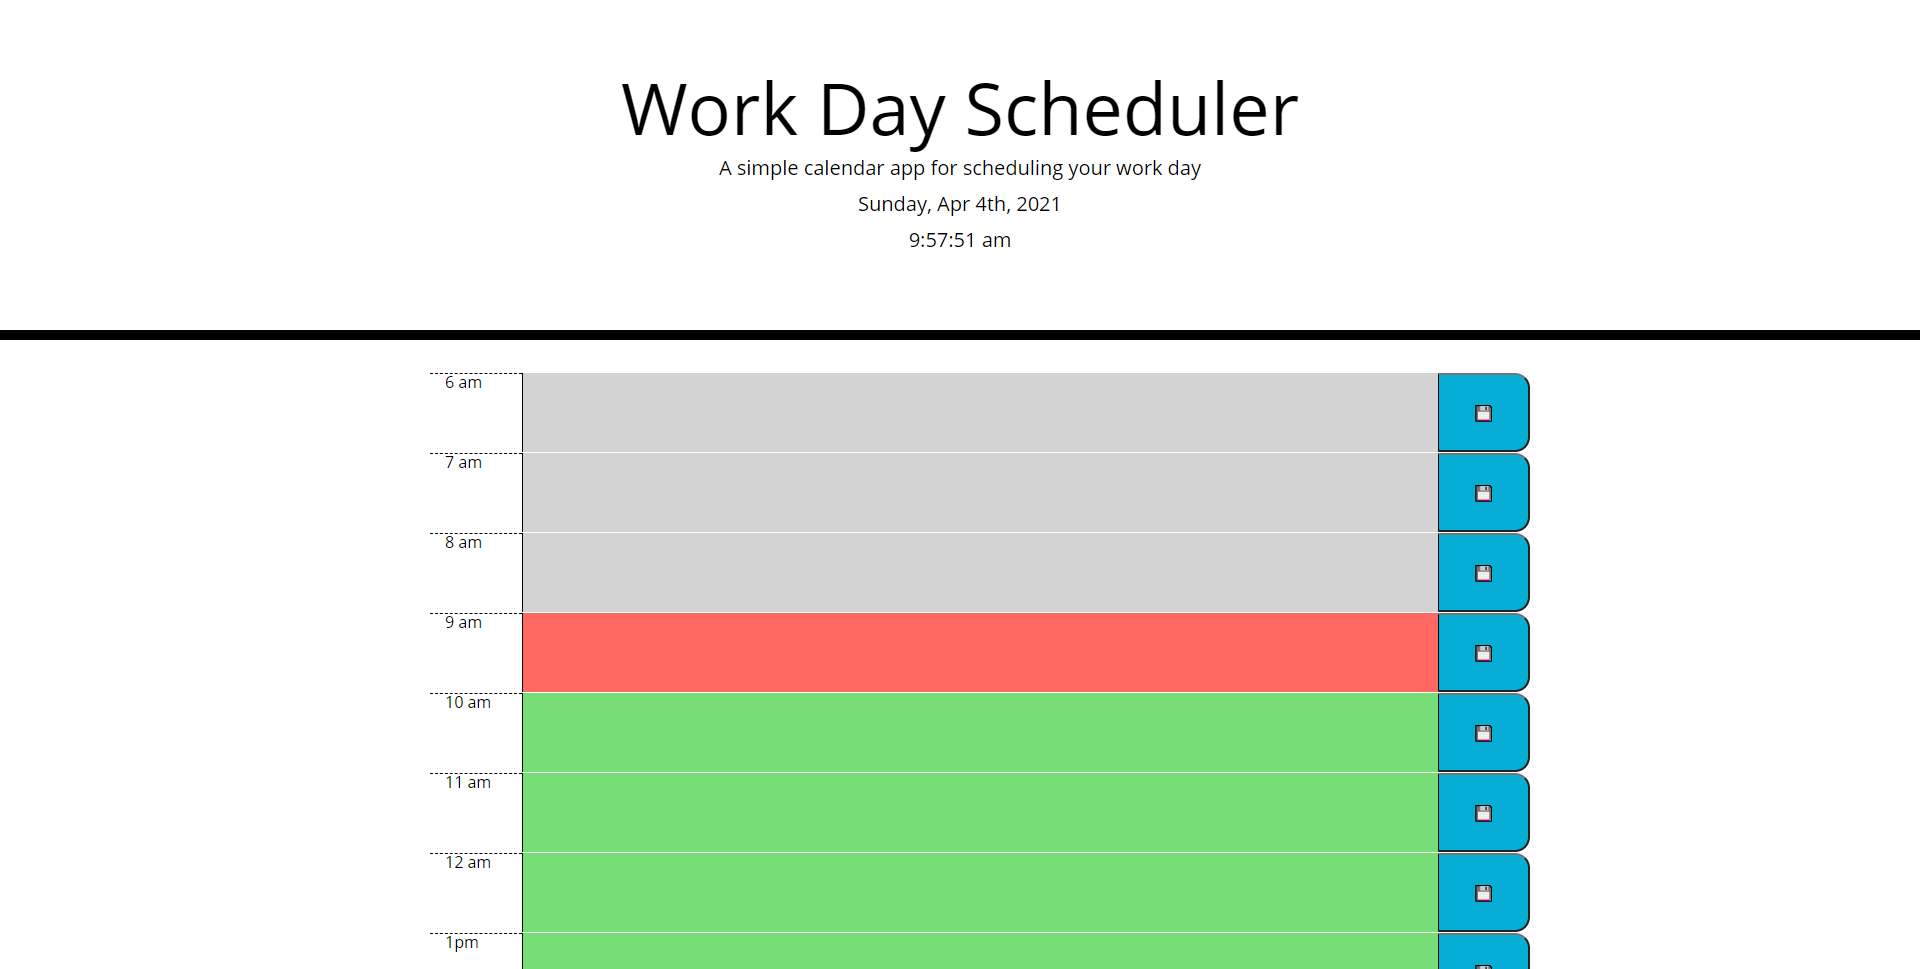 Work Day Scheduler
A simple calendar app for scheduling your work day
Sunday, Apr 4th, 2021
9:57:51 am
6 am
7 am
8 am
9 am
10 am
11 am
12 am
1pm